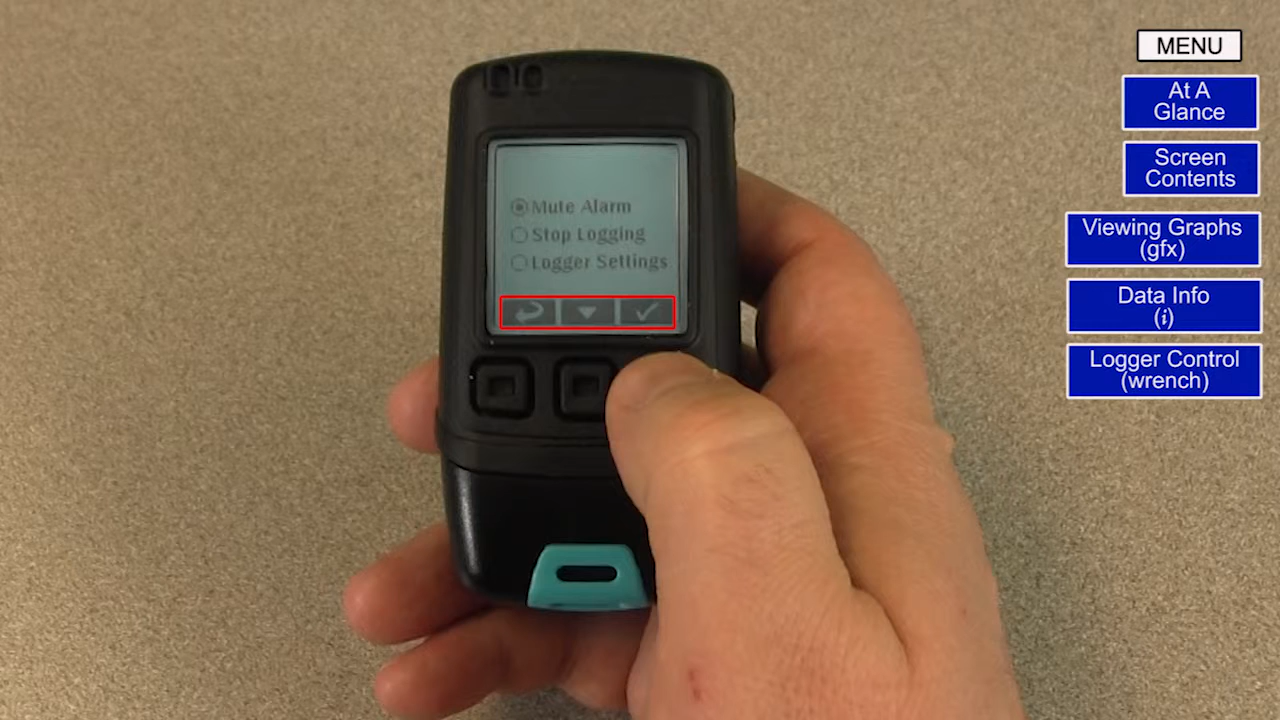 MENU
At A
Glance
Screen
Contents
Viewing Graphs
(gfx)
Data Info
(i)
Logger Control
(wrench)
Mute Alarm
Stop Logging
Logger Settings